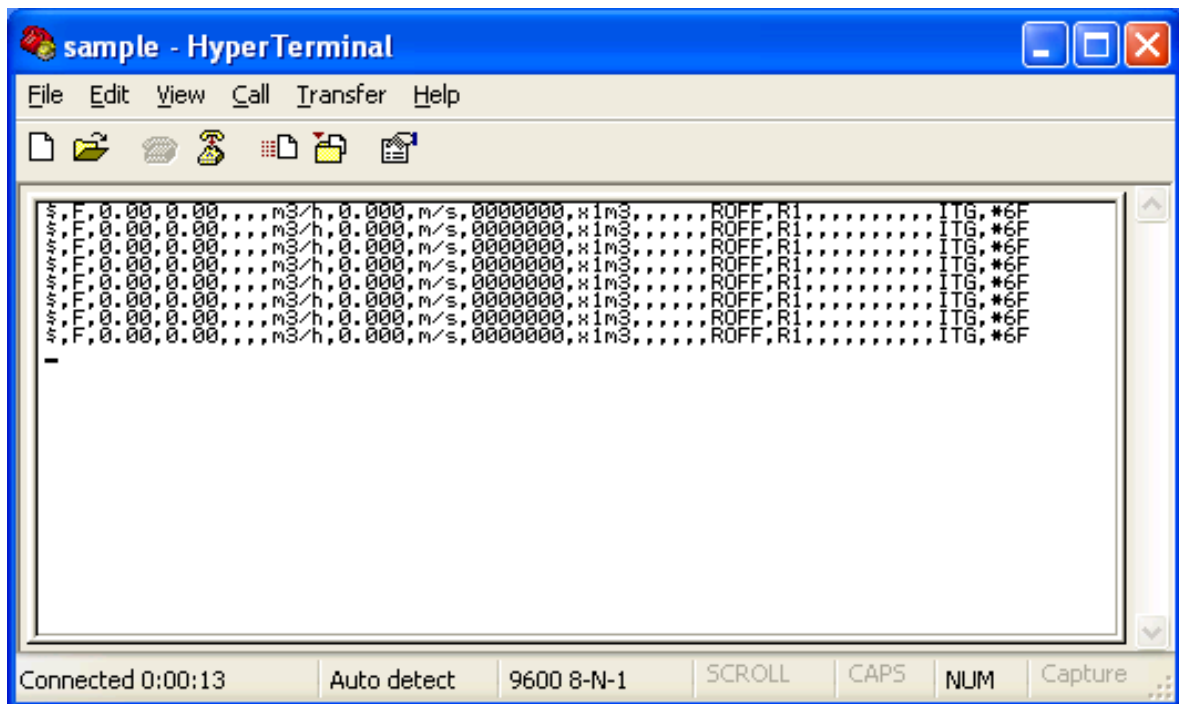 sample - HyperTerminal
File Edit View Call Transfer Help
$,F,0.00,0.00,,,,m3/h,0.000,m/s,0000000,x1m3,,,,,,ROFF,R1,,,,,,,,,,ITG,*6F
$,F,0.00,0.00,,,,m3/h,0.000,m/s,0000000,x1m3,,,,,,ROFF,R1,,,,,,,,,,ITG,*6F
$,F,0.00,0.00,,,,m3/h,0.000,m/s,0000000,x1m3,,,,,,ROFF,R1,,,,,,,,,,ITG,*6F
$,F,0.00,0.00,,,,m3/h,0.000,m/s,0000000,x1m3,,,,,,ROFF,R1,,,,,,,,,,ITG,*6F
$,F,0.00,0.00,,,,m3/h,0.000,m/s,0000000,x1m3,,,,,,ROFF,R1,,,,,,,,,,ITG,*6F
$,F,0.00,0.00,,,,m3/h,0.000,m/s,0000000,x1m3,,,,,,ROFF,R1,,,,,,,,,,ITG,*6F
$,F,0.00,0.00,,,,m3/h,0.000,m/s,0000000,x1m3,,,,,,ROFF,R1,,,,,,,,,,ITG,*6F
$,F,0.00,0.00,,,,m3/h,0.000,m/s,0000000,x1m3,,,,,,ROFF,R1,,,,,,,,,,ITG,*6F
Connected 0:00:13 Auto detect 9600 8-N-1 SCROLL CAPS NUM Capture